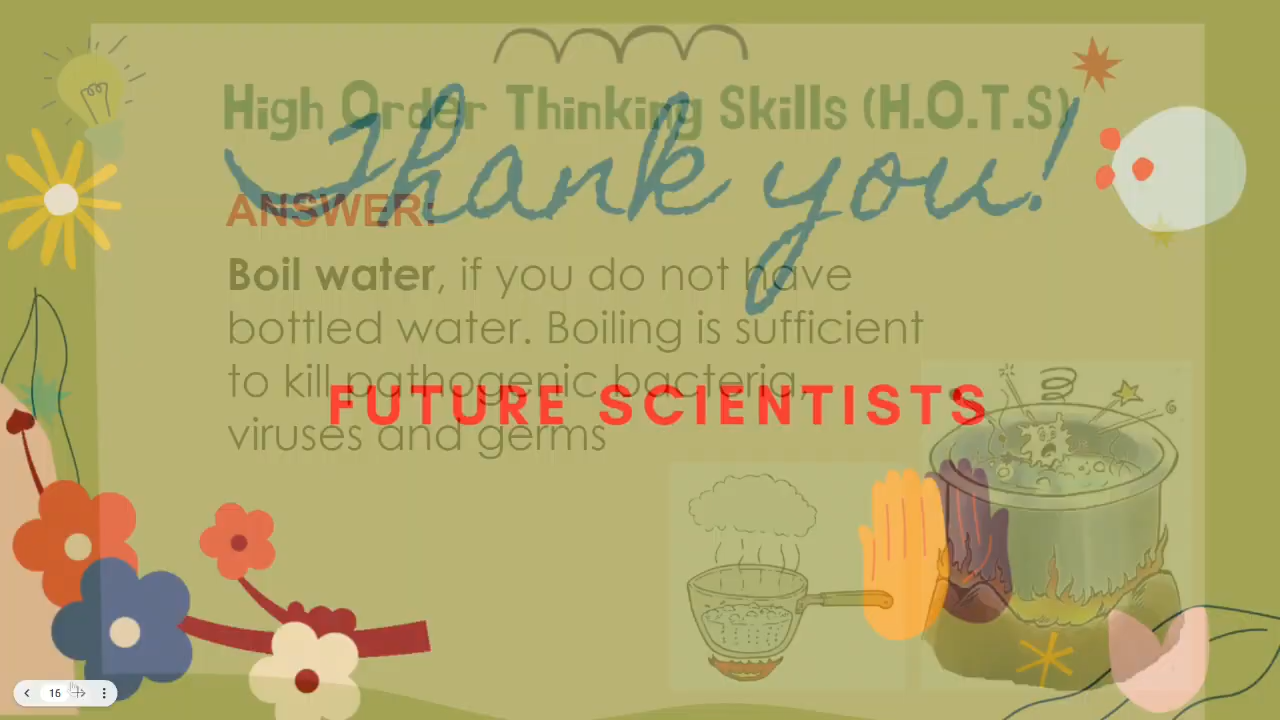 High Order Thinking Skills (H.O.T.S)
Thank you!
ANSWER:
Boil water, if you do not have
bottled water. Boiling is sufficient
to kill pathogenic bacteria,
FUTURE SCIENTISTS
viruses and germs
16